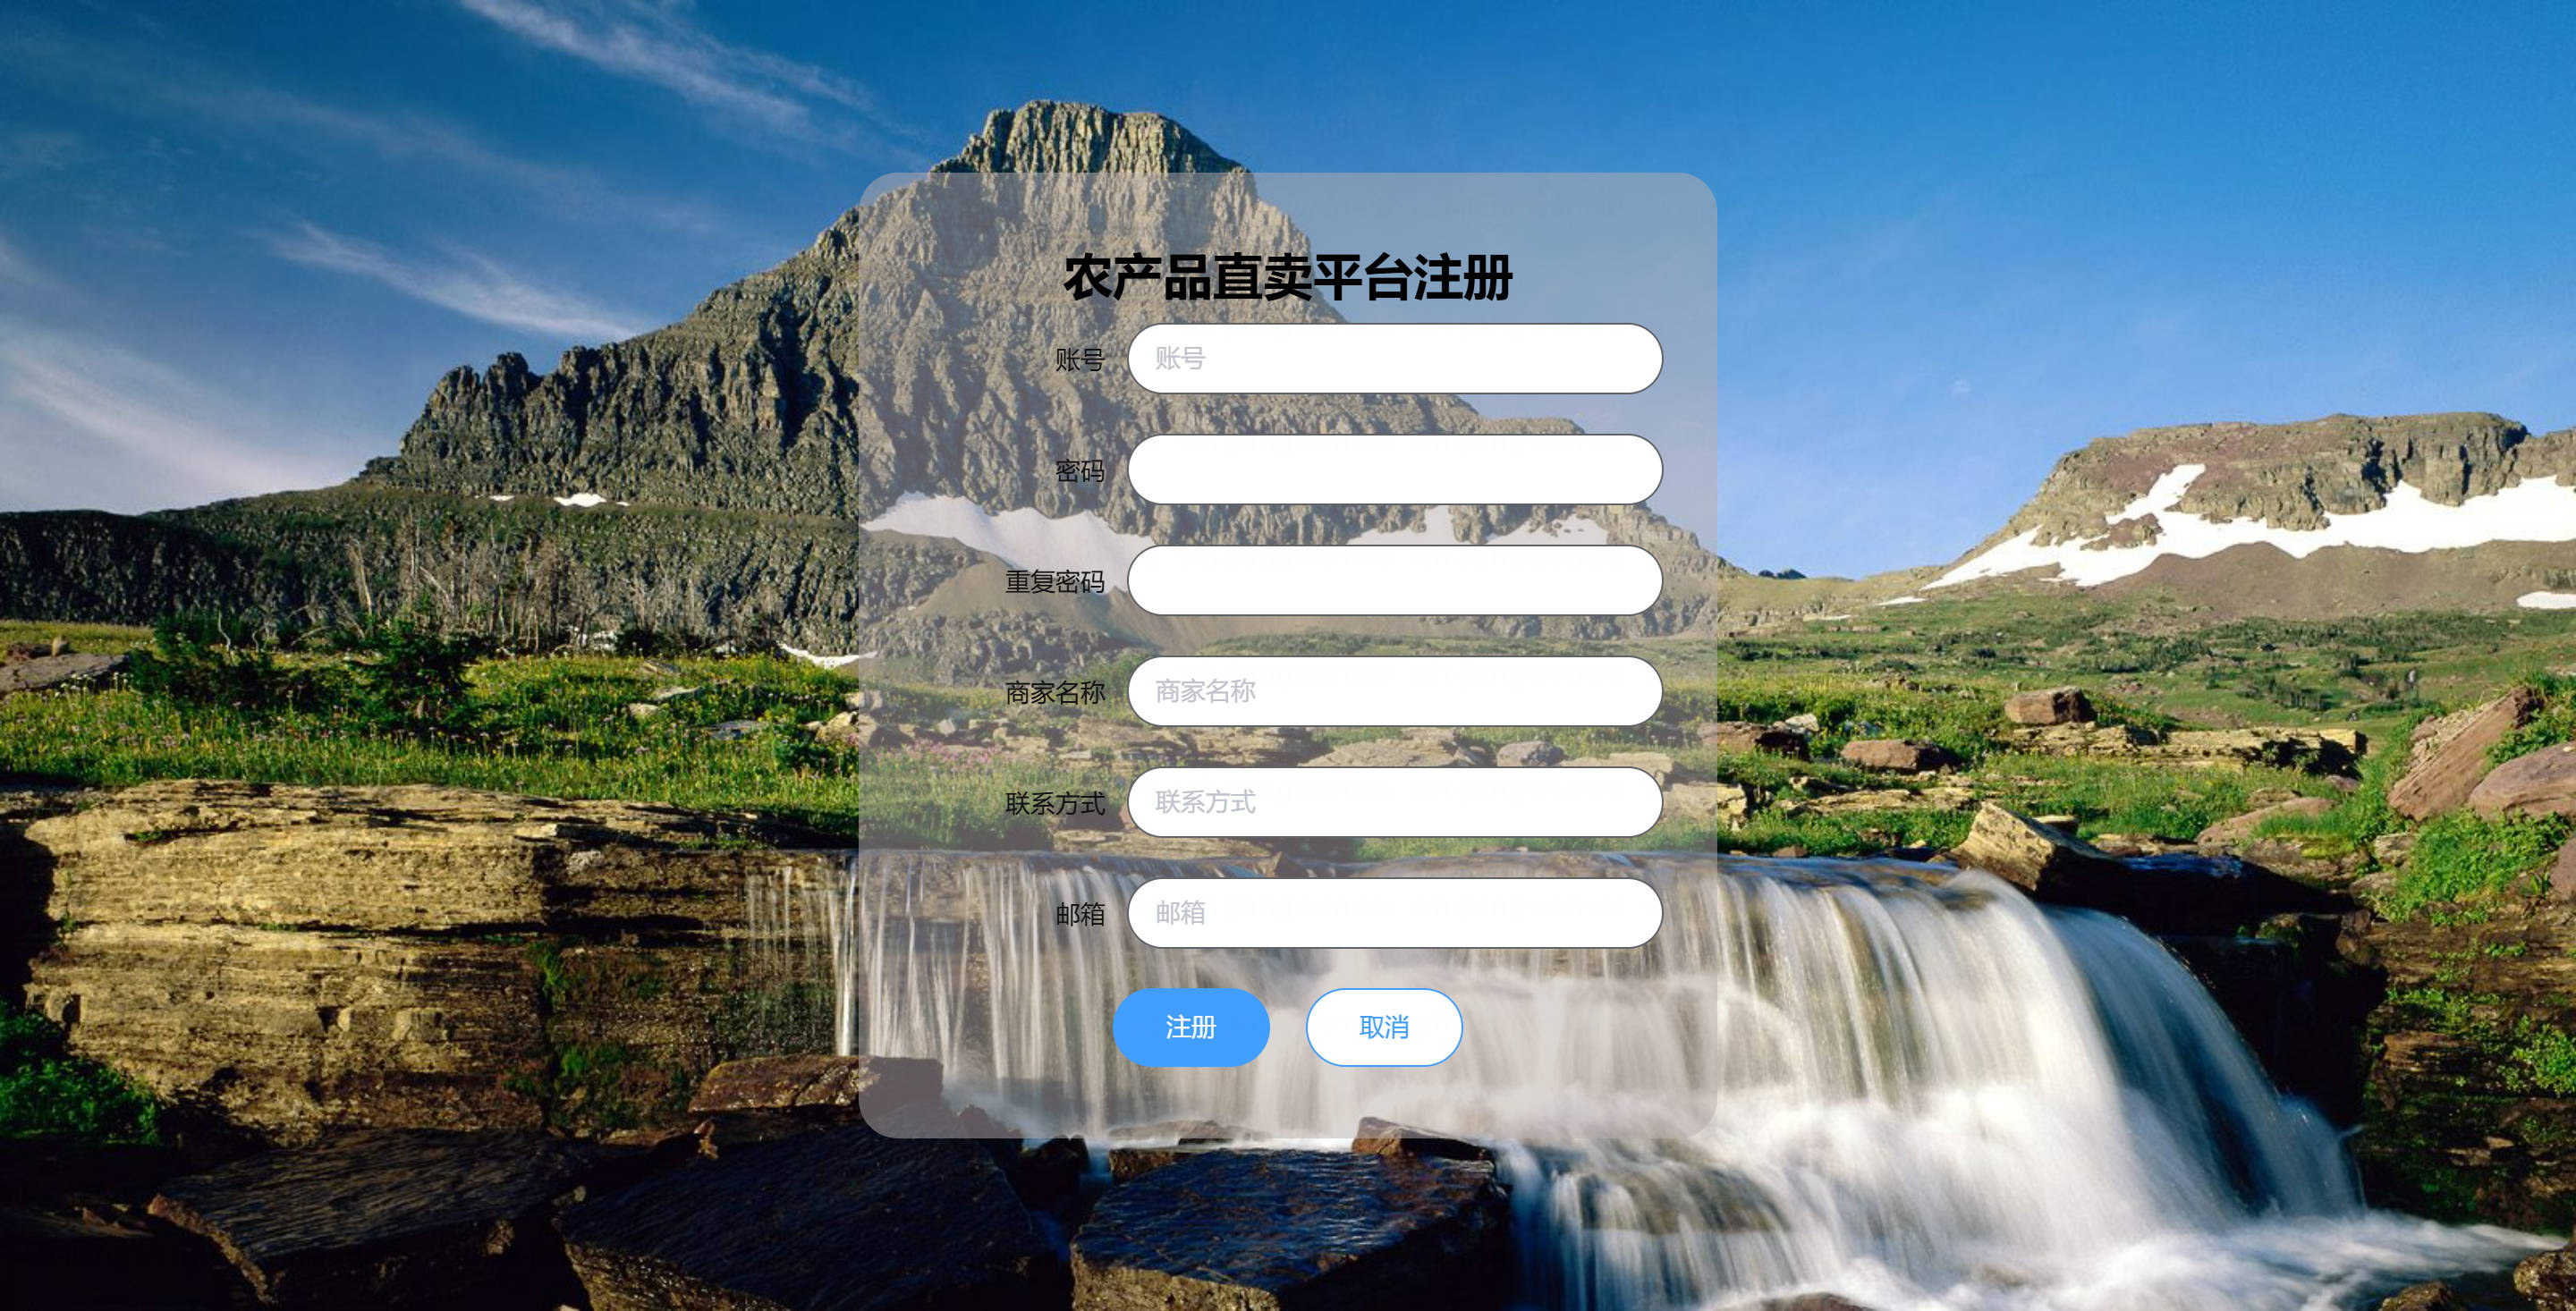 农产品直卖平台注册
账号 账号
密码
重复密码
商家名称 商家名称
联系方式 联系方式
邮箱 邮箱
注册 取消